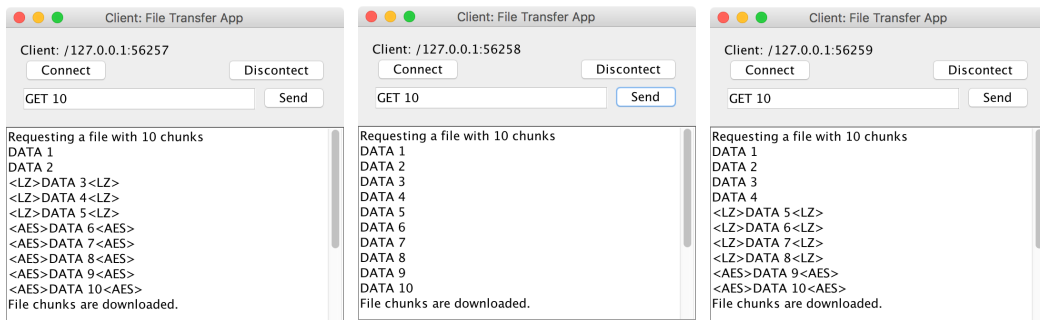 Client: File Transfer App
Client: /127.0.0.1:56257
Connect Discontect
GET 10 Send
Requesting a file with 10 chunks
DATA 1
DATA 2
<LZ>DATA 3<LZ>
<LZ>DATA 4<LZ>
<LZ>DATA 5<LZ>
<AES>DATA 6<AES>
<AES>DATA 7<AES>
<AES>DATA 8<AES>
<AES>DATA 9<AES>
<AES>DATA 10<AES>
File chunks are downloaded.
Client: File Transfer App
Client: /127.0.0.1:56258
Connect Discontect
GET 10 Send
Requesting a file with 10 chunks
DATA 1
DATA 2
DATA 3
DATA 4
DATA 5
DATA 6
DATA 7
DATA 8
DATA 9
DATA 10
File chunks are downloaded.
Client: File Transfer App
Client: /127.0.0.1:56259
Connect Discontect
GET 10 Send
Requesting a file with 10 chunks
DATA 1
DATA 2
DATA 3
DATA 4
<LZ>DATA 5<LZ>
<LZ>DATA 6<LZ>
<LZ>DATA 7<LZ>
<LZ>DATA 8<LZ>
<AES>DATA 9<AES>
<AES>DATA 10<AES>
File chunks are downloaded.